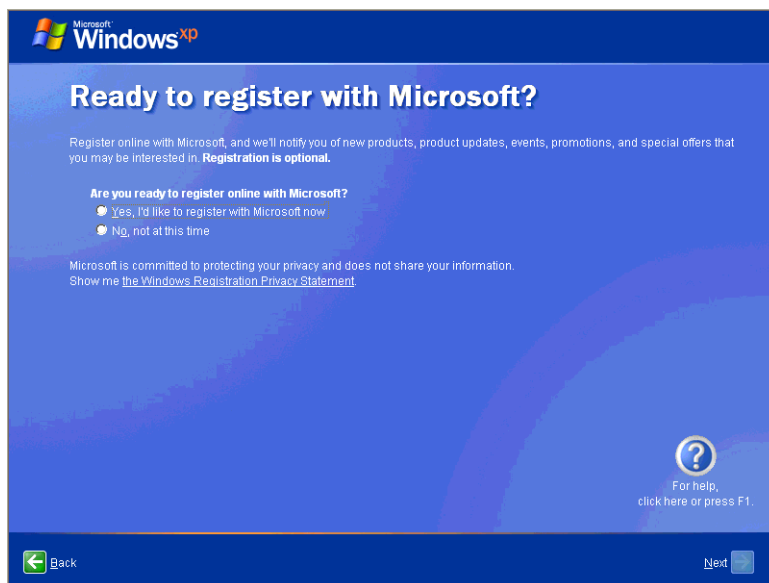 Microsoft
Windows xp
Ready to register with Microsoft?
Register online with Microsoft, and we'll notify you of new products, product updates, events, promotions, and special offers that
you may be interested in. Registration is optional.
Are you ready to register online with Microsoft?
Yes, I'd like to register with Microsoft now
No, not at this time
Microsoft is committed to protecting your privacy and does not share your information.
Show me the Windows Registration Privacy Statement.
?
For help,
click here or press F1.
Back
Next